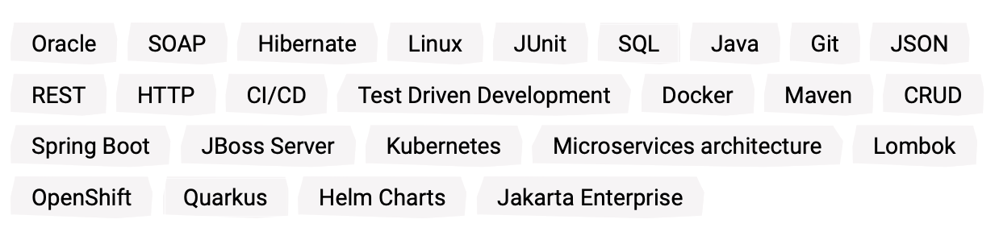 Oracle SOAP Hibernate Linux JUnit SQL Java Git JSON
REST HTTP CI/CD Test Driven Development Docker Maven CRUD
Spring Boot JBoss Server Kubernetes Microservices architecture Lombok
OpenShift Quarkus Helm Charts Jakarta Enterprise